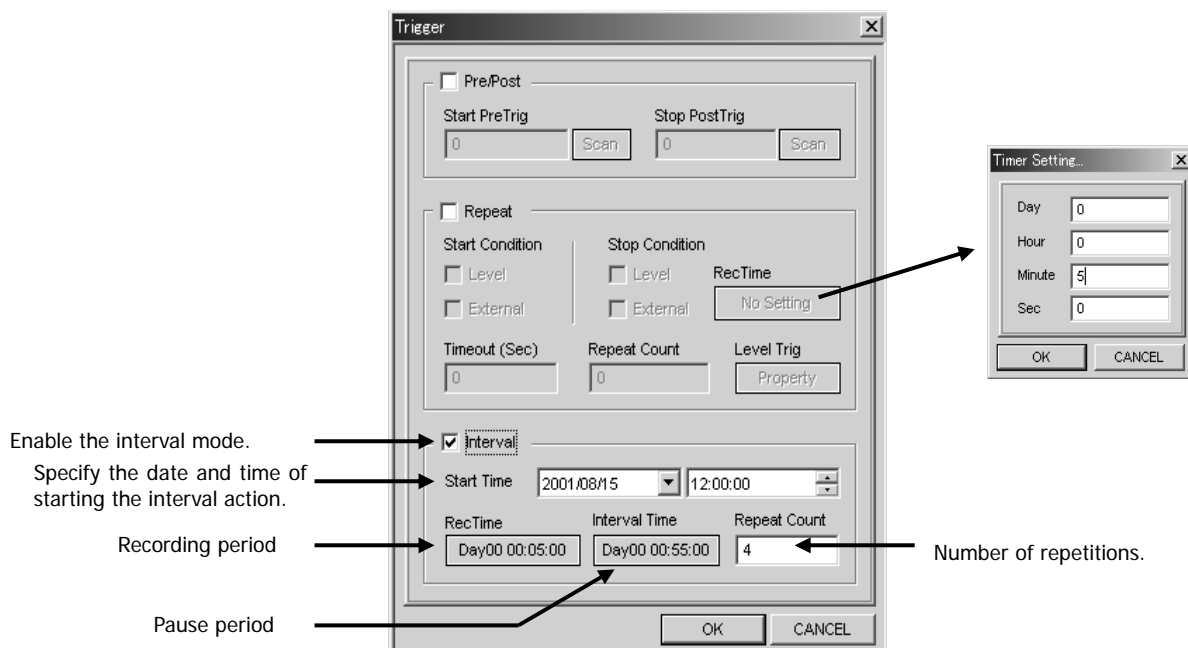 Trigger
Pre/Post
Start PreTrig
Stop PostTrig
0
Scan
0
Scan
Repeat
Start Condition
Stop Condition
Level
Level
RecTime
External
External
No Setting
Timeout (Sec)
Repeat Count
Level Trig
0
0
Property
Timer Setting...
Day
0
Hour
0
Minute
5
Sec
0
OK
CANCEL
Enable the interval mode.
Interval
Specify the date and time of
starting the interval action.
Start Time
2001/08/15
12:00:00
RecTime
Interval Time
Repeat Count
Recording period
Day00 00:05:00
Day00 00:55:00
4
Number of repetitions.
Pause period
OK
CANCEL